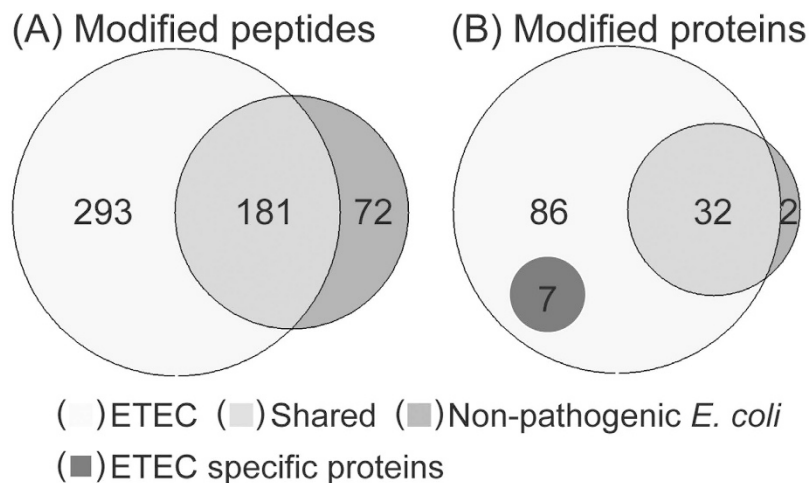 (A) Modified peptides (B) Modified proteins
293 181 72 86 32 2
7
( ) ETEC ( ) Shared ( ) Non-pathogenic E. coli
( ) ETEC specific proteins